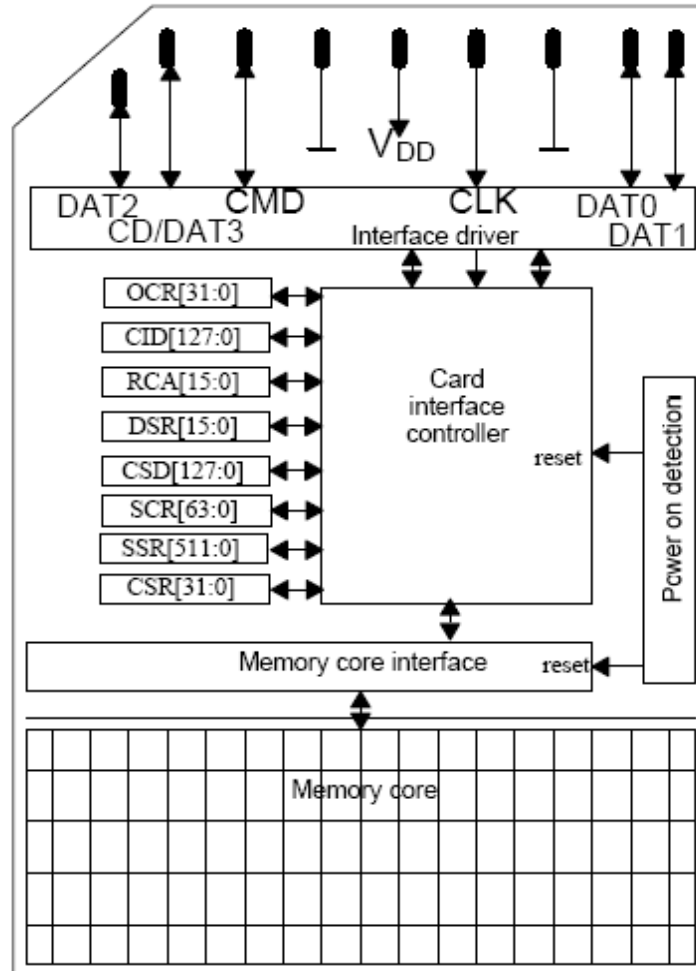 V_DD
DAT2
CMD
CLK
DAT0
CD/DAT3
Interface driver
DAT1
OCR[31:0]
CID[127:0]
RCA[15:0]
DSR[15:0]
CSD[127:0]
SCR[63:0]
SSR[511:0]
CSR[31:0]
Card
interface
controller
reset
Power on detection
Memory core interface
reset
Memory core